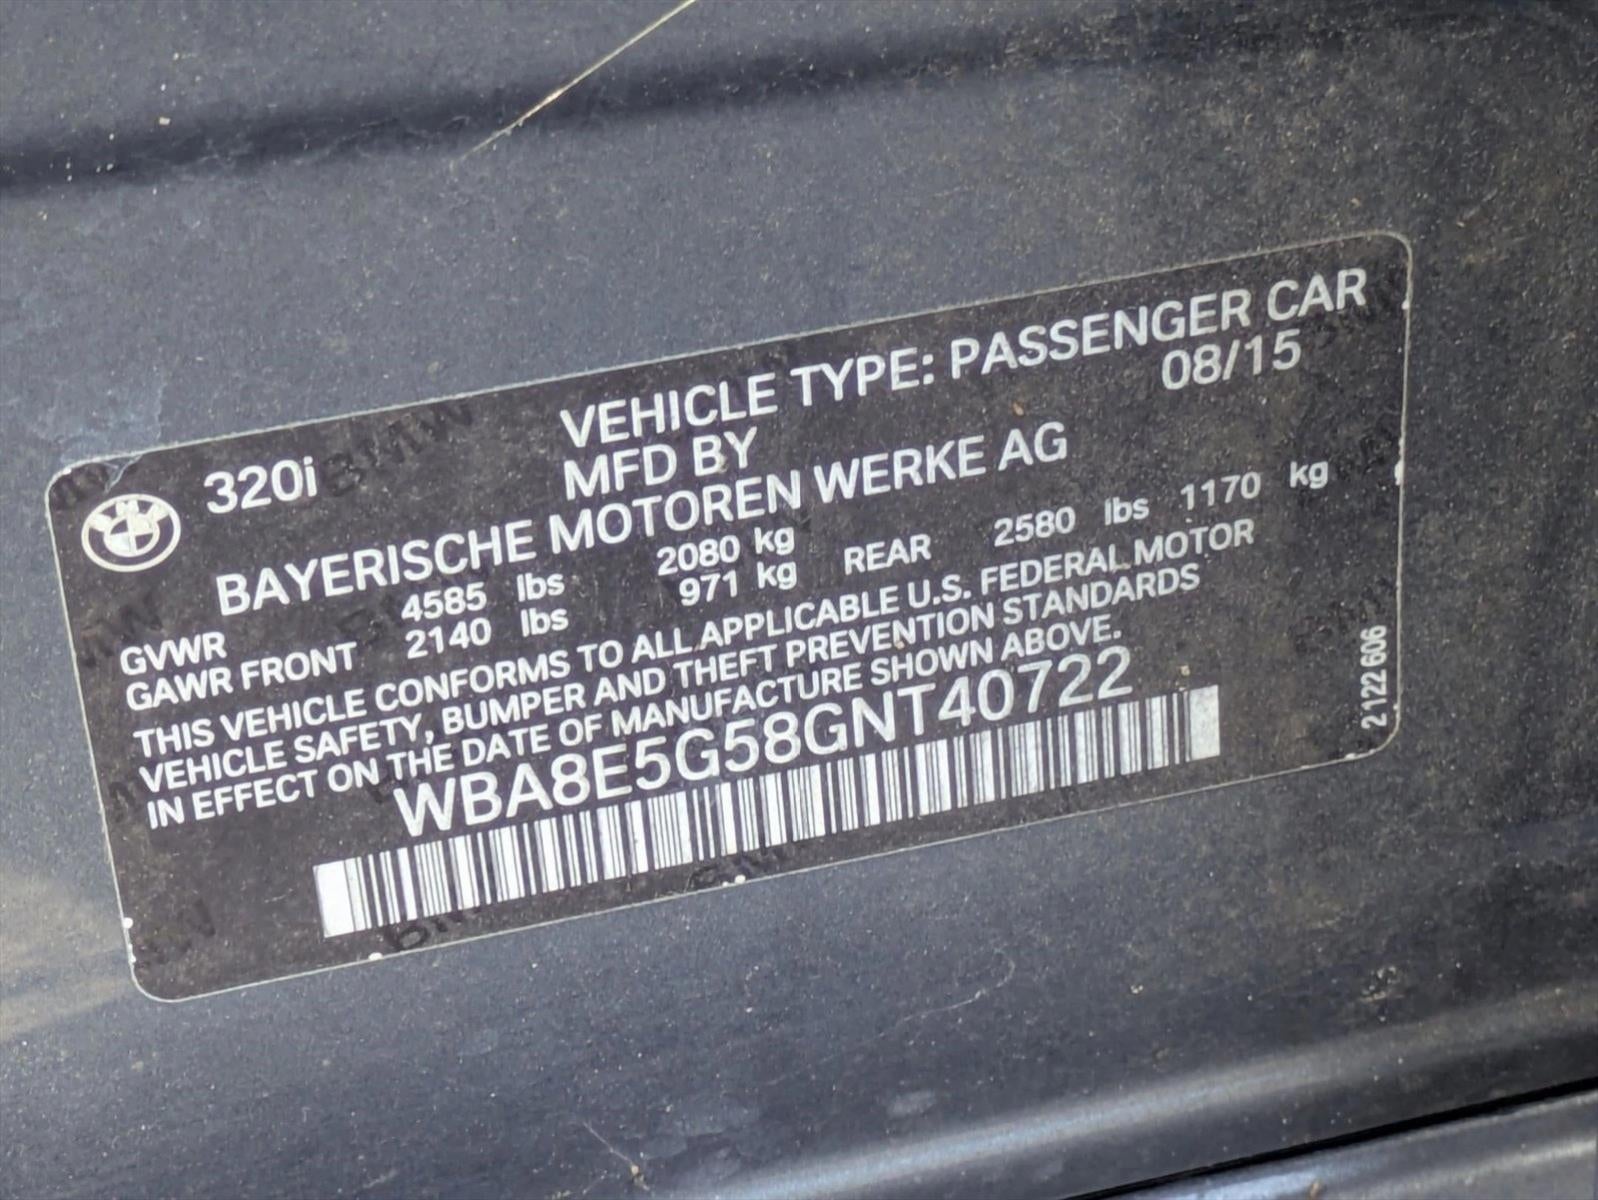 VEHICLE TYPE: PASSENGER CAR
320i MFD BY 08/15
BAYERISCHE MOTOREN WERKE AG
GVWR 4585 lbs 2080 kg
GAWR FRONT 2140 lbs 971 kg REAR 2580 lbs 1170 kg
THIS VEHICLE CONFORMS TO ALL APPLICABLE U.S. FEDERAL MOTOR
VEHICLE SAFETY, BUMPER AND THEFT PREVENTION STANDARDS
IN EFFECT ON THE DATE OF MANUFACTURE SHOWN ABOVE.
WBA8E5G58GNT40722
2122 606